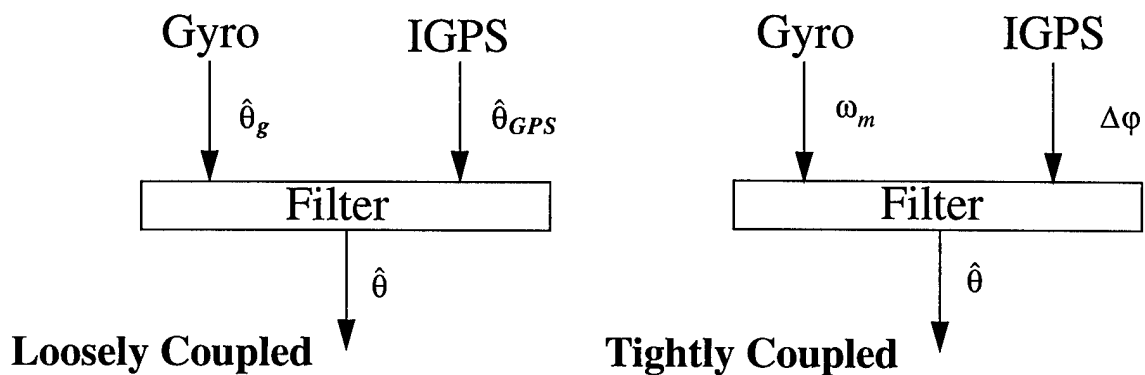 Gyro IGPS Gyro IGPS
θ̂g θ̂GPS ωm Δφ
Filter Filter
θ̂ θ̂
Loosely Coupled Tightly Coupled